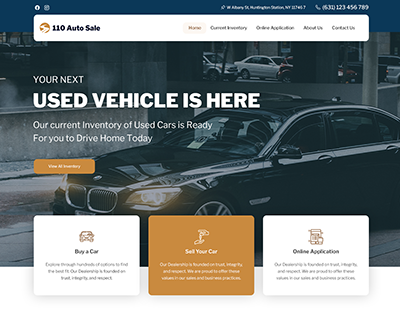 W Albany St, Huntington Station, NY 11746 7
(631) 123 456 789
110 Auto Sale
Home
Current Inventory
Online Application
About Us
Contact Us
YOUR NEXT
USED VEHICLE IS HERE
Our current Inventory of Used Cars is Ready
For you to Drive Home Today
View All Inventory
Buy a Car
Explore through hundreds of options to find
the best fit. Our Dealership is founded on
trust, integrity, and respect.
Sell Your Car
Our Dealership is founded on trust, integrity,
and respect. We are proud to offer these
values in our sales and business practices.
Online Application
Our Dealership is founded on trust, integrity,
and respect. We are proud to offer these
values in our sales and business practices.